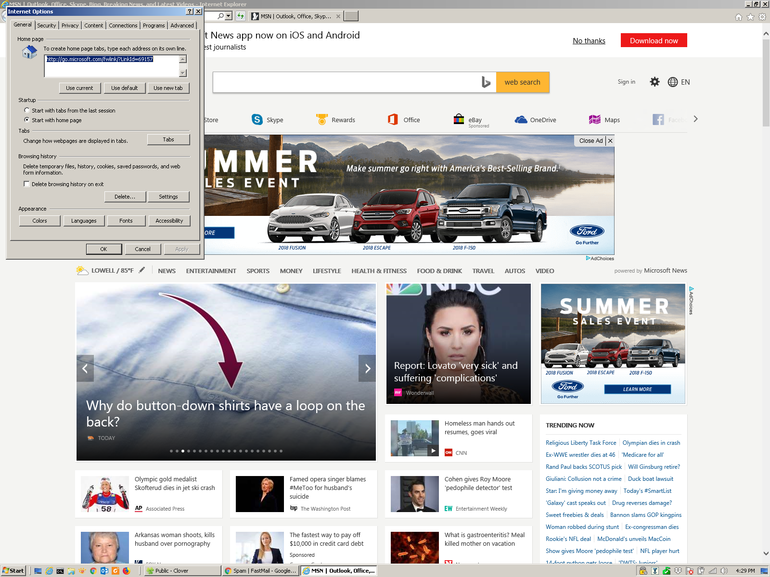 MSN | Outlook, Office, Skype, Bing, Breaking News, and Latest Videos - Internet Explorer
Internet Options
General Security Privacy Content Connections Programs Advanced
Home page
To create home page tabs, type each address on its own line.
http://go.microsoft.com/fwlink/?LinkId=69157
Use current Use default Use new tab
Startup
Start with tabs from the last session
Start with home page
Tabs
Change how webpages are displayed in tabs. Tabs
Browsing history
Delete temporary files, history, cookies, saved passwords, and web
form information.
Delete browsing history on exit
Delete... Settings
Appearance
Colors Languages Fonts Accessibility
OK Cancel Apply
MSN | Outlook, Office, Skyp...
t News app now on iOS and Android
test journalists
No thanks Download now
web search
Sign in EN
Store Skype Rewards Office eBay OneDrive Maps Faceb
Sponsored
Close Ad X
MMER
LES EVENT
Make summer go right with America's Best-Selling Brand.
ORE
2018 FUSION 2018 ESCAPE 2018 F-150
Ford
Go Further
AdChoices
LOWELL / 85°F NEWS ENTERTAINMENT SPORTS MONEY LIFESTYLE HEALTH & FITNESS FOOD & DRINK TRAVEL AUTOS VIDEO powered by Microsoft News
Why do button-down shirts have a loop on the
back?
TODAY
NBC
Report: Lovato 'very sick' and
suffering 'complications'
Wonderwall
SUMMER
SALES EVENT
2018 FUSION 2018 ESCAPE 2018 F-150
Ford
Go Further
LEARN MORE
AdChoices
Homeless man hands out
resumes, goes viral
CNN
TRENDING NOW
Religious Liberty Task Force Olympian dies in crash
Ex-WWE wrestler dies at 46 'Medicare for all'
Rand Paul backs SCOTUS pick Will Ginsburg retire?
Giuliani: Collusion not a crime Duck boat lawsuit
Star: I'm giving money away Today's #SmartList
'Galaxy' cast speaks out Drug reverses damage?
Sweet freebies & deals Bannon slams GOP kingpins
Woman robbed during stunt Ex-congressman dies
Rookie's NFL deal McDonald's unveils MacCoin
Show gives Moore 'pedophile test' NFL player hurt
Olympic gold medalist
Skofterud dies in jet ski crash
AP Associated Press
58
Famed opera singer blames
#MeToo for husband's
suicide
The Washington Post
Cohen gives Roy Moore
'pedophile detector' test
EW Entertainment Weekly
Arkansas woman shoots, kills
husband over pornography
The fastest way to pay off
$10,000 in credit card debt
Sponsored
What is gastroenteritis? Meal
killed mother on vacation
Start
Public - Clover
Spam | FastMail - Google...
MSN | Outlook, Office,...
4:29 PM